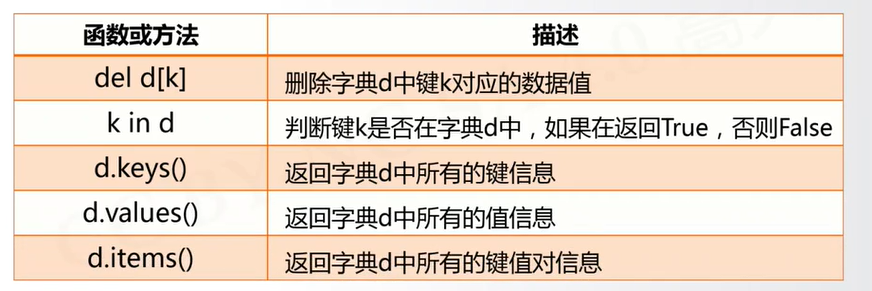 函数或方法 描述
del d[k] 删除字典d中键k对应的数据值
k in d 判断键k是否在字典d中，如果在返回True，否则False
d.keys() 返回字典d中所有的键信息
d.values() 返回字典d中所有的值信息
d.items() 返回字典d中所有的键值对信息